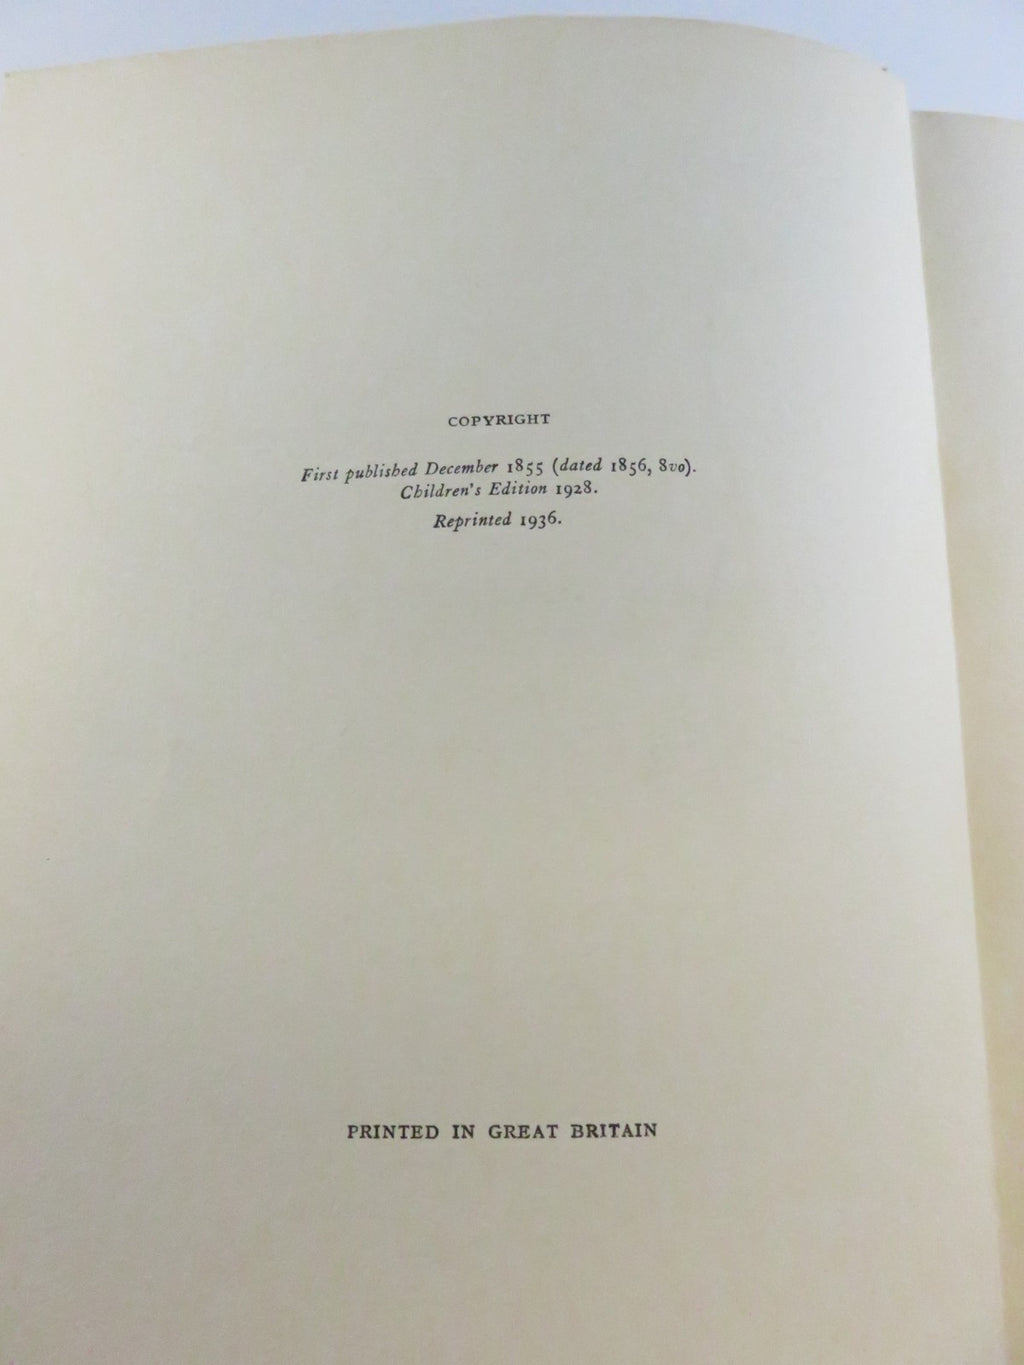 COPYRIGHT
First published December 1855 (dated 1856, 8vo).
Children's Edition 1928.
Reprinted 1936.
PRINTED IN GREAT BRITAIN